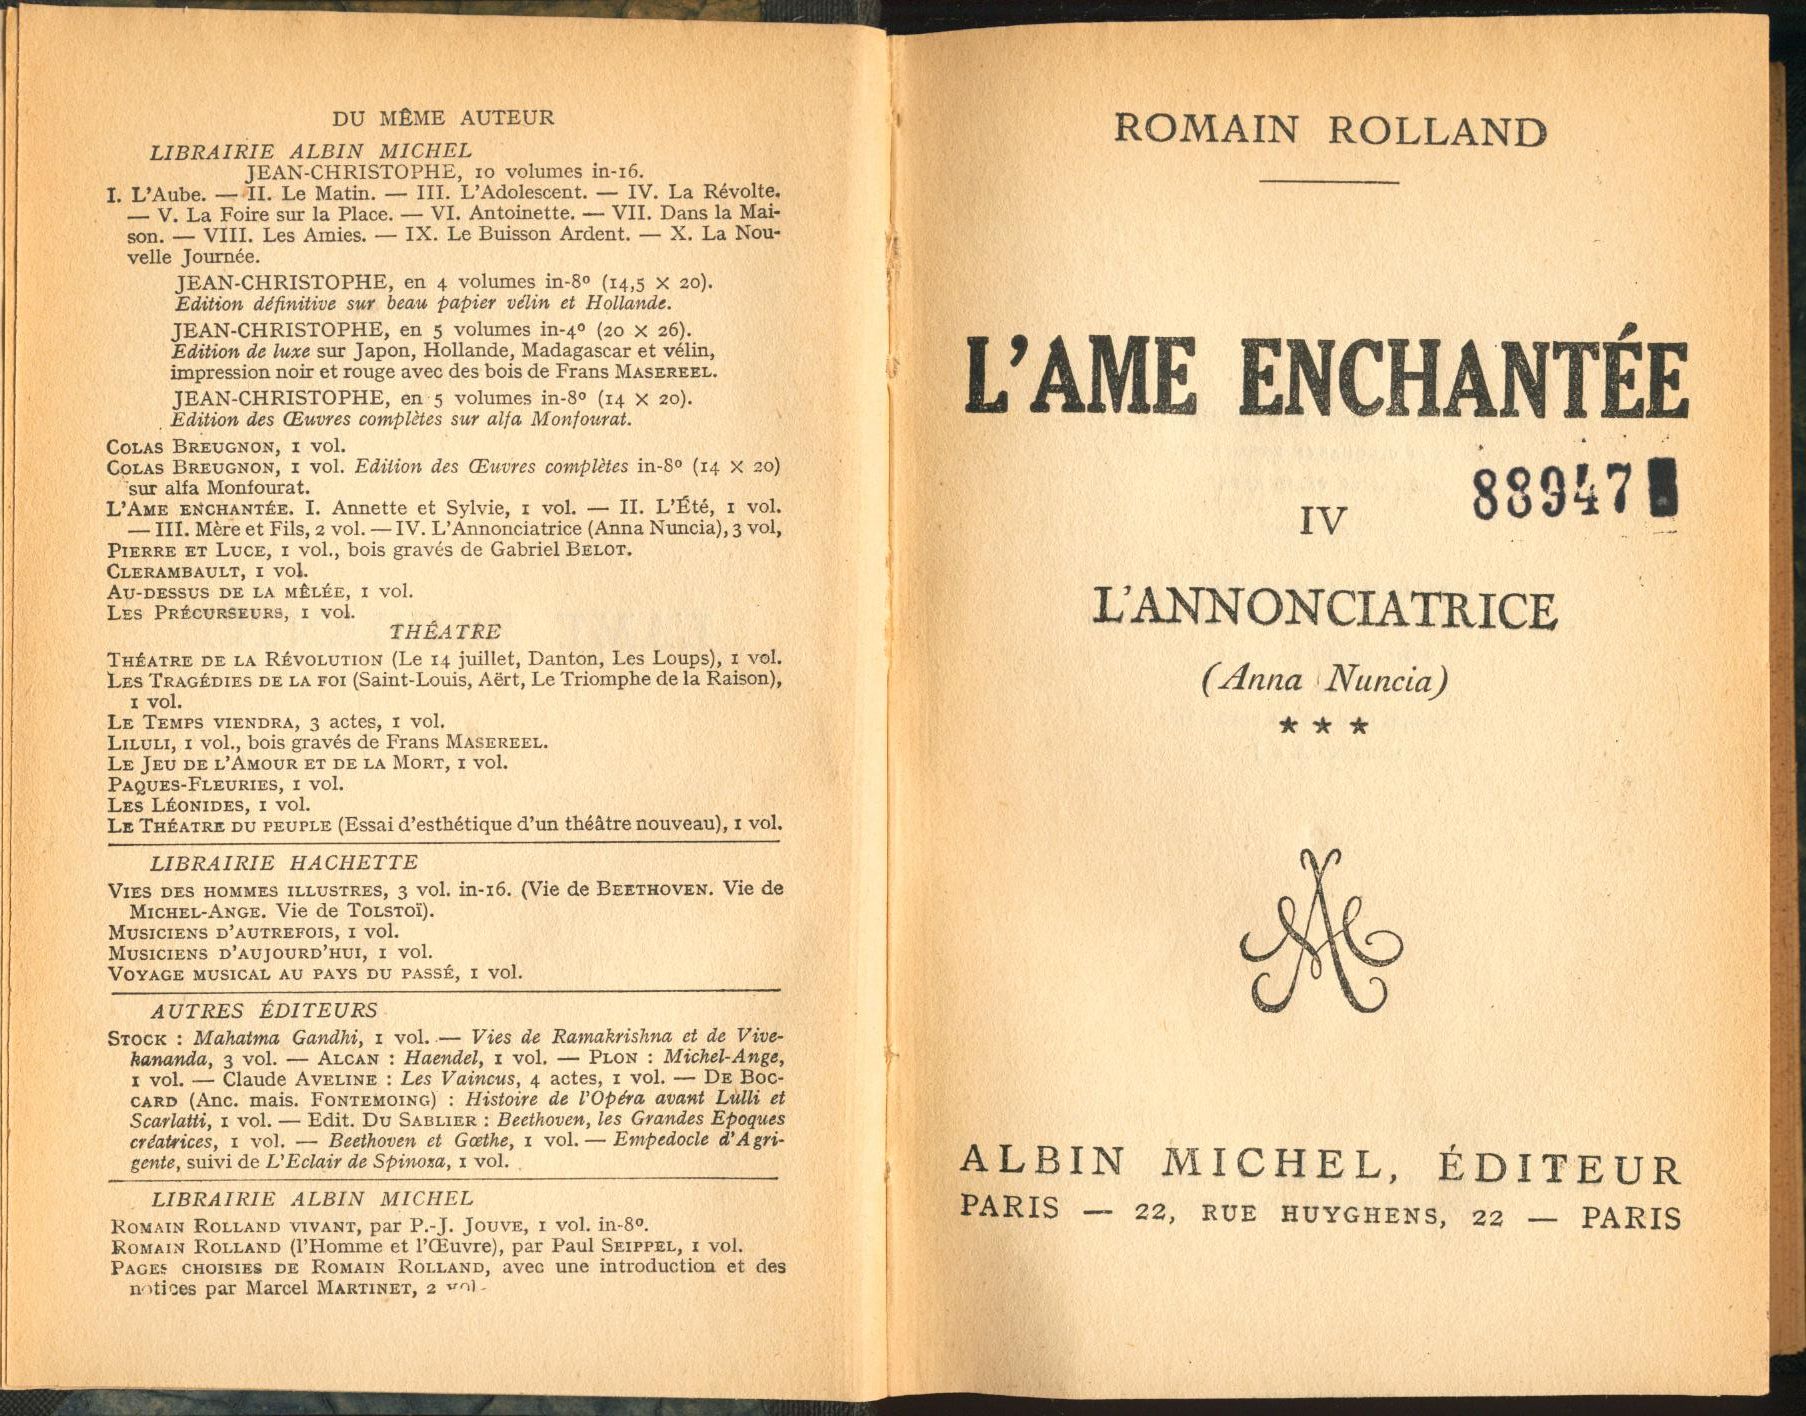 DU MÊME AUTEUR
LIBRAIRIE ALBIN MICHEL
JEAN-CHRISTOPHE, 10 volumes in-16.
I. L'Aube. — II. Le Matin. — III. L'Adolescent. — IV. La Révolte.
— V. La Foire sur la Place. — VI. Antoinette. — VII. Dans la Mai-
son. — VIII. Les Amies. — IX. Le Buisson Ardent. — X. La Nou-
velle Journée.
JEAN-CHRISTOPHE, en 4 volumes in-8º (14,5 × 20).
Edition définitive sur beau papier vélin et Hollande.
JEAN-CHRISTOPHE, en 5 volumes in-4º (20 × 26).
Edition de luxe sur Japon, Hollande, Madagascar et vélin,
impression noir et rouge avec des bois de Frans MASEREEL.
JEAN-CHRISTOPHE, en 5 volumes in-8º (14 × 20).
Edition des Œuvres complètes sur alfa Monfourat.
COLAS BREUGNON, 1 vol.
COLAS BREUGNON, 1 vol. Edition des Œuvres complètes in-8º (14 × 20)
sur alfa Monfourat.
L'AME ENCHANTÉE. I. Annette et Sylvie, 1 vol. — II. L'Été, 1 vol.
— III. Mère et Fils, 2 vol. — IV. L'Annonciatrice (Anna Nuncia), 3 vol,
PIERRE ET LUCE, 1 vol., bois gravés de Gabriel BELOT.
CLERAMBAULT, 1 vol.
AU-DESSUS DE LA MÊLÉE, 1 vol.
LES PRÉCURSEURS, 1 vol.
THÉATRE
THÉATRE DE LA RÉVOLUTION (Le 14 juillet, Danton, Les Loups), 1 vol.
LES TRAGÉDIES DE LA FOI (Saint-Louis, Aërt, Le Triomphe de la Raison),
1 vol.
LE TEMPS VIENDRA, 3 actes, 1 vol.
LILULI, 1 vol., bois gravés de Frans MASEREEL.
LE JEU DE L'AMOUR ET DE LA MORT, 1 vol.
PAQUES-FLEURIES, 1 vol.
LES LÉONIDES, 1 vol.
LE THÉATRE DU PEUPLE (Essai d'esthétique d'un théâtre nouveau), 1 vol.
LIBRAIRIE HACHETTE
VIES DES HOMMES ILLUSTRES, 3 vol. in-16. (Vie de BEETHOVEN. Vie de
MICHEL-ANGE. Vie de TOLSTOÏ).
MUSICIENS D'AUTREFOIS, 1 vol.
MUSICIENS D'AUJOURD'HUI, 1 vol.
VOYAGE MUSICAL AU PAYS DU PASSÉ, 1 vol.
AUTRES ÉDITEURS
STOCK : Mahatma Gandhi, 1 vol. — Vies de Ramakrishna et de Vive-
kananda, 3 vol. — ALCAN : Haendel, 1 vol. — PLON : Michel-Ange,
1 vol. — Claude AVELINE : Les Vaincus, 4 actes, 1 vol. — DE BOC-
CARD (Anc. mais. FONTEMOING) : Histoire de l'Opéra avant Lulli et
Scarlatti, 1 vol. — Edit. DU SABLIER : Beethoven, les Grandes Epoques
créatrices, 1 vol. — Beethoven et Gœthe, 1 vol. — Empedocle d'Agri-
gente, suivi de L'Eclair de Spinoza, 1 vol.
LIBRAIRIE ALBIN MICHEL
ROMAIN ROLLAND VIVANT, par P.-J. JOUVE, 1 vol. in-8º.
ROMAIN ROLLAND (l'Homme et l'Œuvre), par Paul SEIPPEL, 1 vol.
PAGES CHOISIES DE ROMAIN ROLLAND, avec une introduction et des
notices par Marcel MARTINET, 2 vol.
ROMAIN ROLLAND
L'AME ENCHANTÉE
88947
IV
L'ANNONCIATRICE
(Anna Nuncia)
★ ★ ★
AM
ALBIN MICHEL, ÉDITEUR
PARIS — 22, RUE HUYGHENS, 22 — PARIS